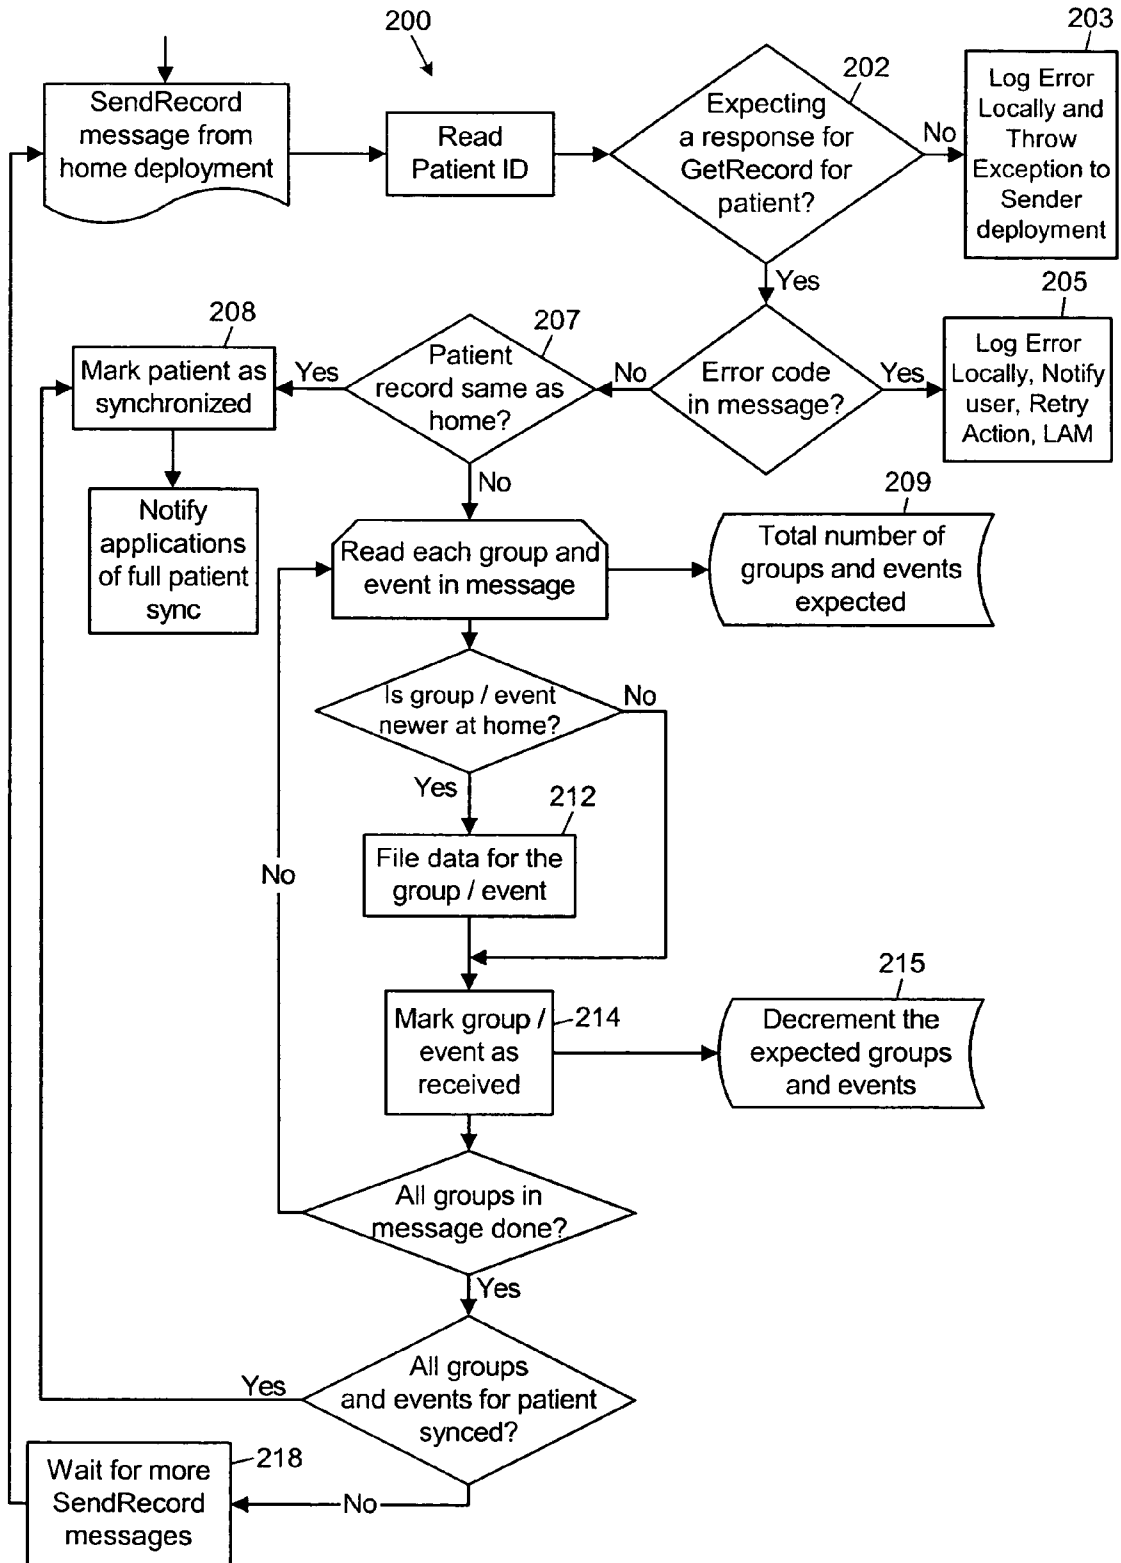 200
203
SendRecord
message from
home deployment
Read
Patient ID
202
Expecting
a response for
GetRecord for
patient?
No
Log Error
Locally and
Throw
Exception to
Sender
deployment
Yes
208
207
205
Mark patient as
synchronized
Yes
Patient
record same as
home?
No
Error code
in message?
Yes
Log Error
Locally, Notify
user, Retry
Action, LAM
No
Notify
applications
of full patient
sync
Read each group and
event in message
209
Total number of
groups and events
expected
Is group / event
newer at home?
No
Yes
212
File data for the
group / event
No
Mark group /
event as
received
214
215
Decrement the
expected groups
and events
All groups in
message done?
Yes
All groups
and events for patient
synced?
Yes
218
Wait for more
SendRecord
messages
No